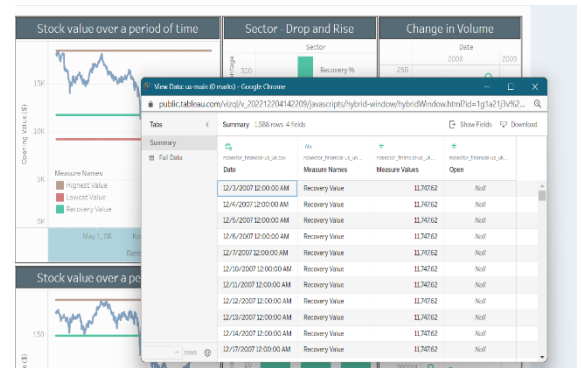 Stock value over a period of time
Sector - Drop and Rise
Change in Volume
Sector
Date
2008
2009
300
Recovery %
250
15K
10K
5K
0K
Opening Value ($)
Measure Names
Highest Value
Lowest Value
Recovery Value
May 1, 08
View Data: us-main (0 marks) - Google Chrome
Tabs
Summary
Full Data
Summary
4 fields
Show Fields
Download
Abc
Date
Measure Names
Measure Values
Open
12/3/2007 12:00:00 AM Recovery Value 11,747.62 Null
12/4/2007 12:00:00 AM Recovery Value 11,747.62 Null
12/5/2007 12:00:00 AM Recovery Value 11,747.62 Null
12/6/2007 12:00:00 AM Recovery Value 11,747.62 Null
12/7/2007 12:00:00 AM Recovery Value 11,747.62 Null
12/10/2007 12:00:00 AM Recovery Value 11,747.62 Null
12/11/2007 12:00:00 AM Recovery Value 11,747.62 Null
12/12/2007 12:00:00 AM Recovery Value 11,747.62 Null
12/13/2007 12:00:00 AM Recovery Value 11,747.62 Null
12/14/2007 12:00:00 AM Recovery Value 11,747.62 Null
12/17/2007 12:00:00 AM Recovery Value 11,747.62 Null
rows
Stock value over a pe
150